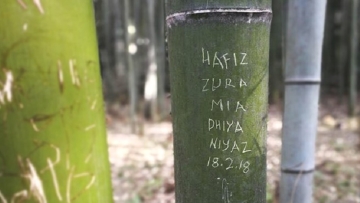 HAFIZ
ZURA
MIA
DHIYA
NIYAZ
18.2.18